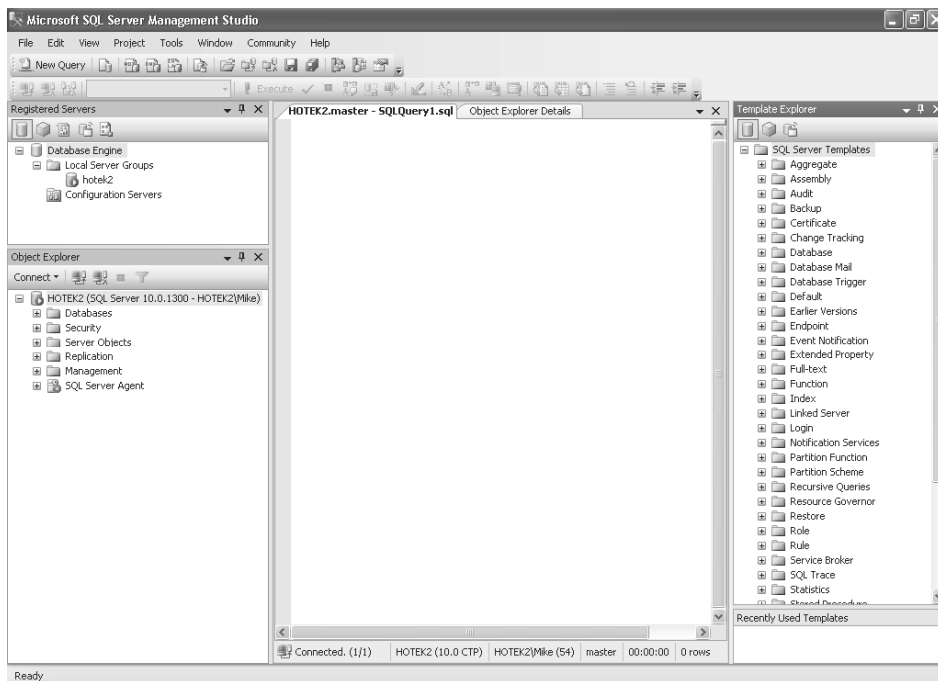 Microsoft SQL Server Management Studio
File Edit View Project Tools Window Community Help
New Query
Execute
Registered Servers
Database Engine
Local Server Groups
hotek2
Configuration Servers
Object Explorer
Connect
HOTEK2 (SQL Server 10.0.1300 - HOTEK2\Mike)
Databases
Security
Server Objects
Replication
Management
SQL Server Agent
HOTEK2.master - SQLQuery1.sql Object Explorer Details
Connected. (1/1) HOTEK2 (10.0 CTP) HOTEK2\Mike (54) master 00:00:00 0 rows
Template Explorer
SQL Server Templates
Aggregate
Assembly
Audit
Backup
Certificate
Change Tracking
Database
Database Mail
Database Trigger
Default
Earlier Versions
Endpoint
Event Notification
Extended Property
Full-text
Function
Index
Linked Server
Login
Notification Services
Partition Function
Partition Scheme
Recursive Queries
Resource Governor
Restore
Role
Rule
Service Broker
SQL Trace
Statistics
Stored Procedure
Recently Used Templates
Ready